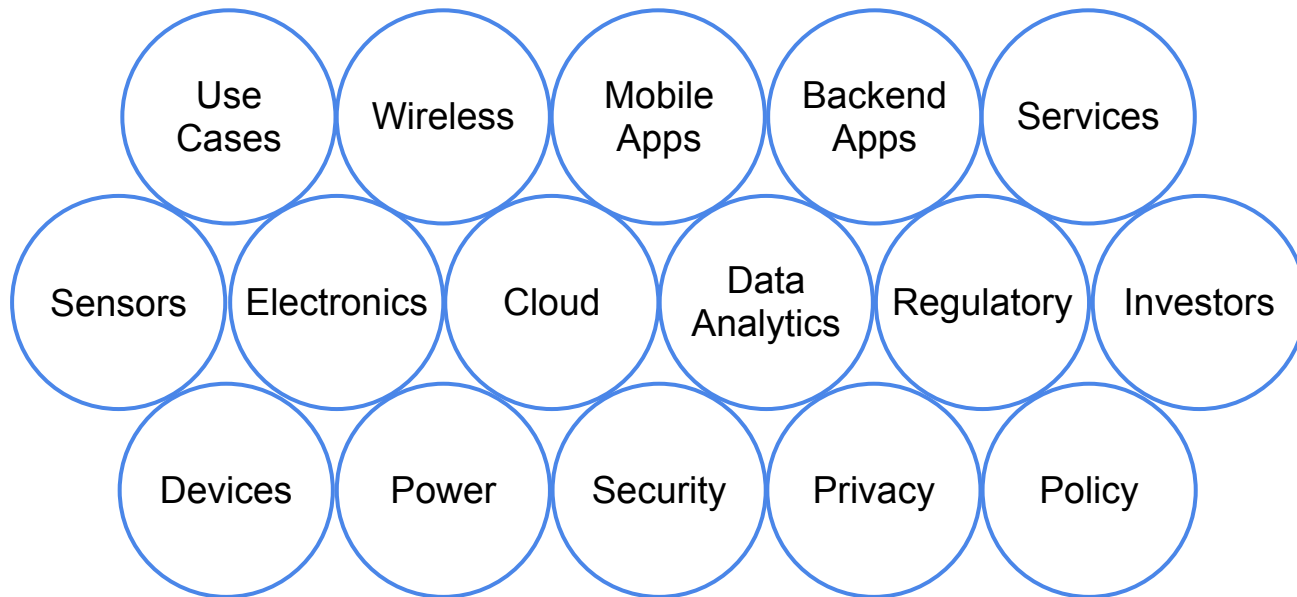 Use
Cases
Wireless
Mobile
Apps
Backend
Apps
Services
Sensors
Electronics
Cloud
Data
Analytics
Regulatory
Investors
Devices
Power
Security
Privacy
Policy